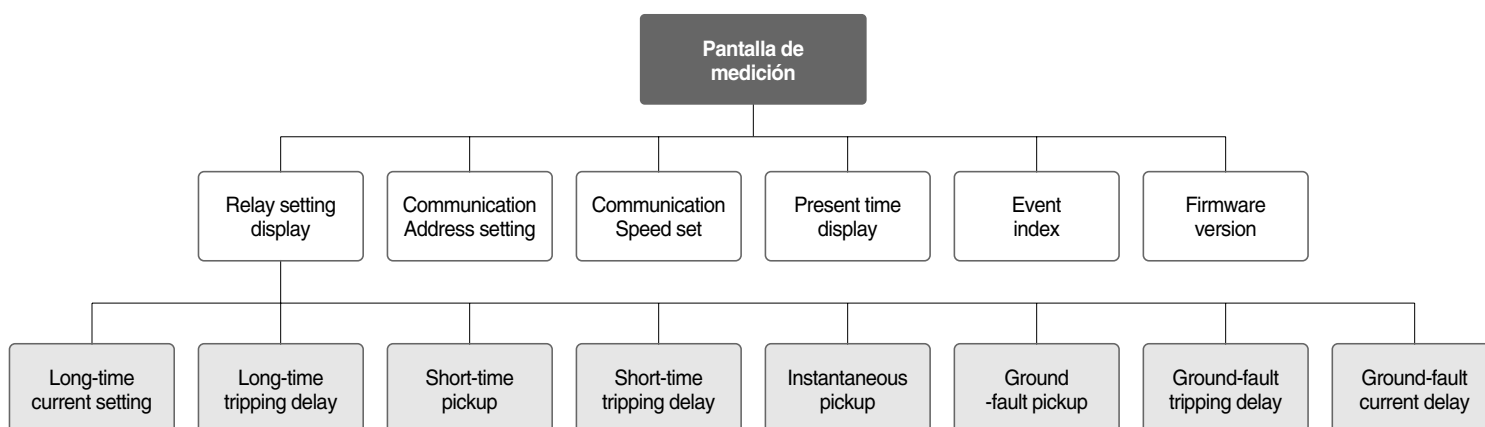 Pantalla de
medición
Relay setting
display
Communication
Address setting
Communication
Speed set
Present time
display
Event
index
Firmware
version
Long-time
current setting
Long-time
tripping delay
Short-time
pickup
Short-time
tripping delay
Instantaneous
pickup
Ground
-fault pickup
Ground-fault
tripping delay
Ground-fault
current delay